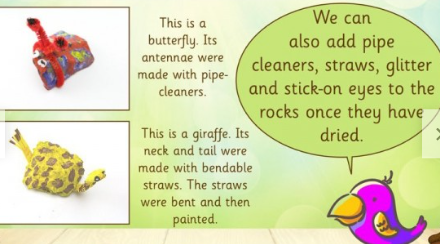 This is a
butterfly. Its
antennae were
made with pipe-
cleaners.
This is a giraffe. Its
neck and tail were
made with bendable
straws. The straws
were bent and then
painted.
We can
also add pipe
cleaners, straws, glitter
and stick-on eyes to the
rocks once they have
dried.